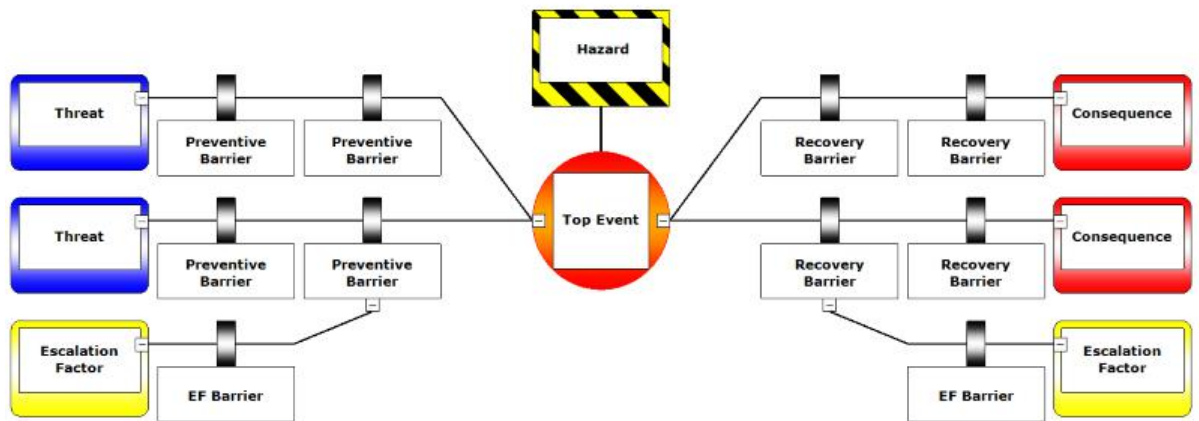 Hazard
Threat
Preventive
Barrier
Preventive
Barrier
Recovery
Barrier
Recovery
Barrier
Consequence
Threat
Preventive
Barrier
Preventive
Barrier
Top Event
Recovery
Barrier
Recovery
Barrier
Consequence
Escalation
Factor
EF Barrier
EF Barrier
Escalation
Factor